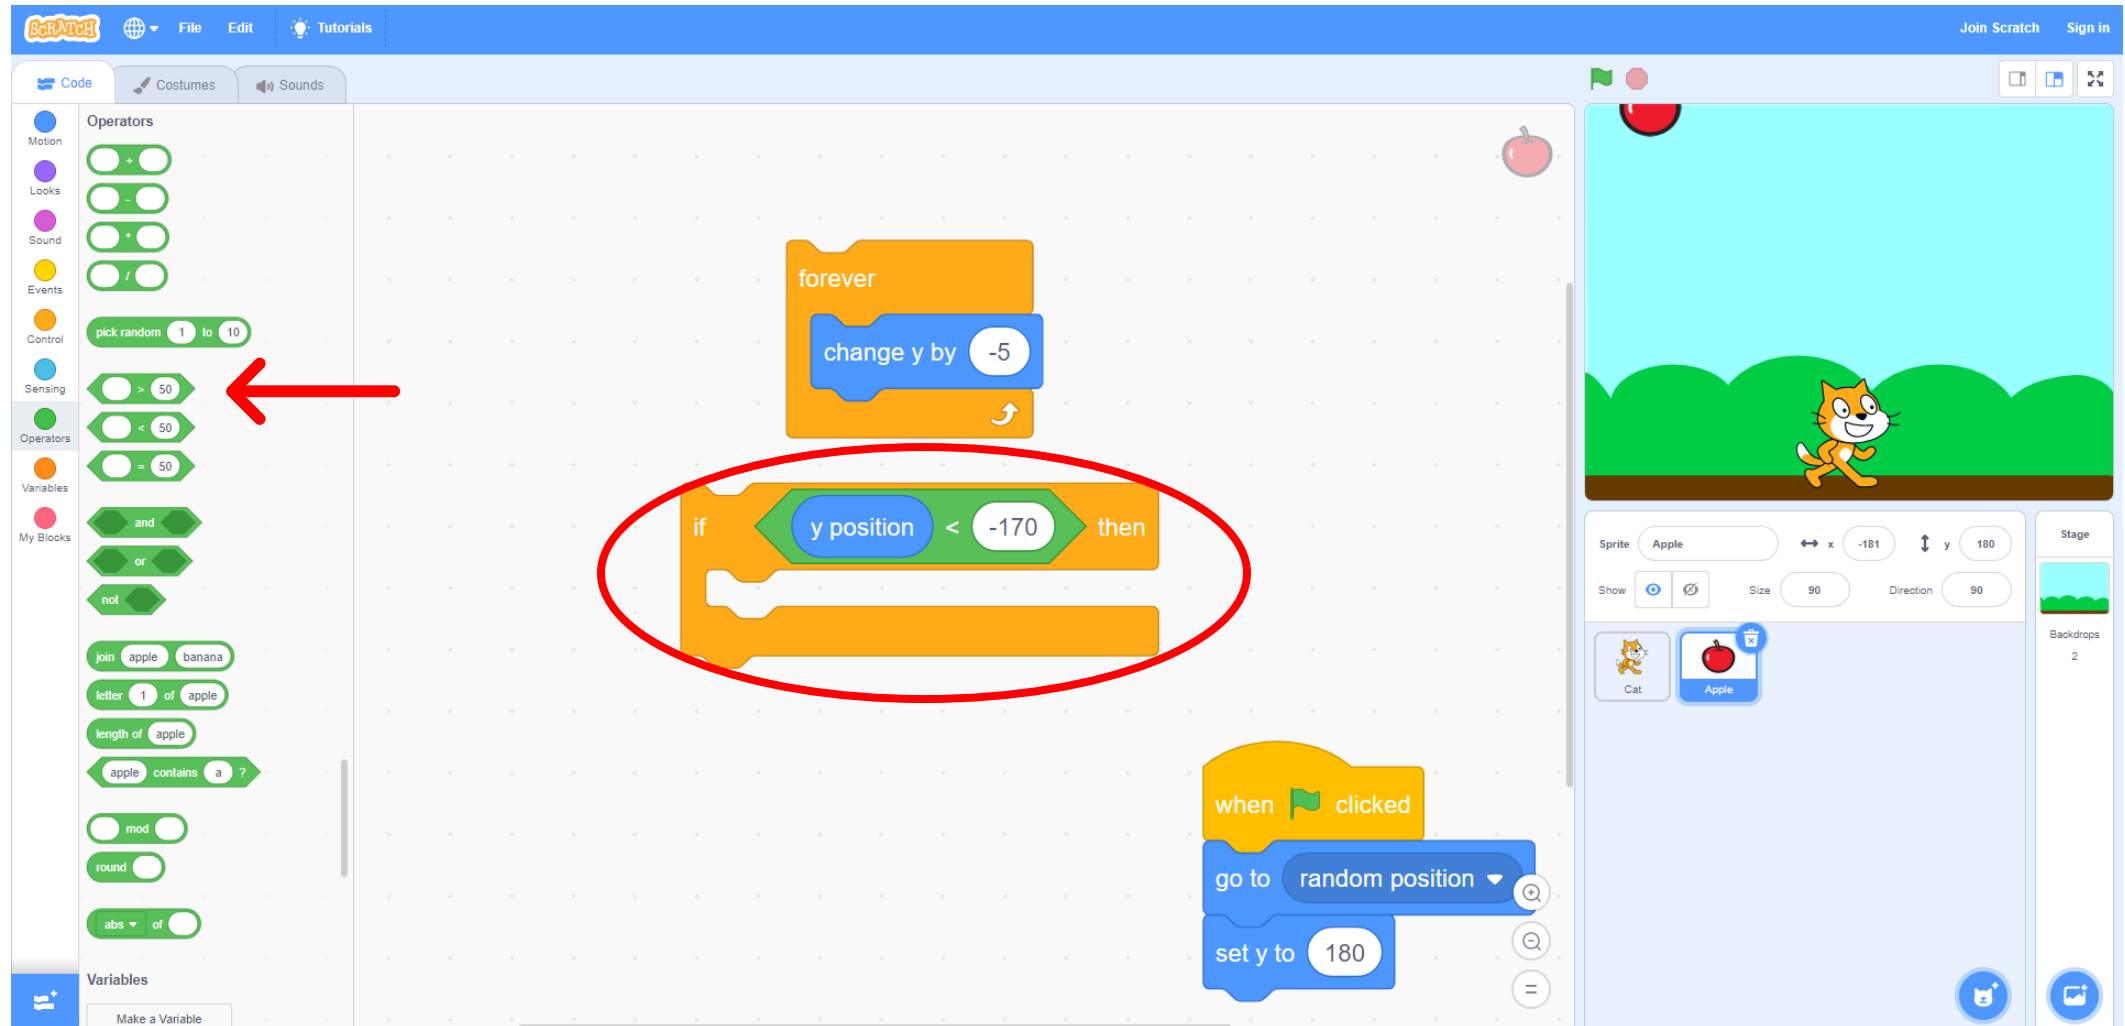 SCRATCH File Edit Tutorials Join Scratch Sign in
Code Costumes Sounds
Motion
Looks
Sound
Events
Control
Sensing
Operators
Variables
My Blocks
Operators
+
-
*
/
pick random 1 to 10
> 50
< 50
= 50
and
or
not
join apple banana
letter 1 of apple
length of apple
apple contains a ?
mod
round
abs of
Variables
Make a Variable
forever
change y by -5
if y position < -170 then
when clicked
go to random position
set y to 180
=
Sprite Apple x -181 y 180
Show Size 90 Direction 90
Cat
Apple
Stage
Backdrops
2